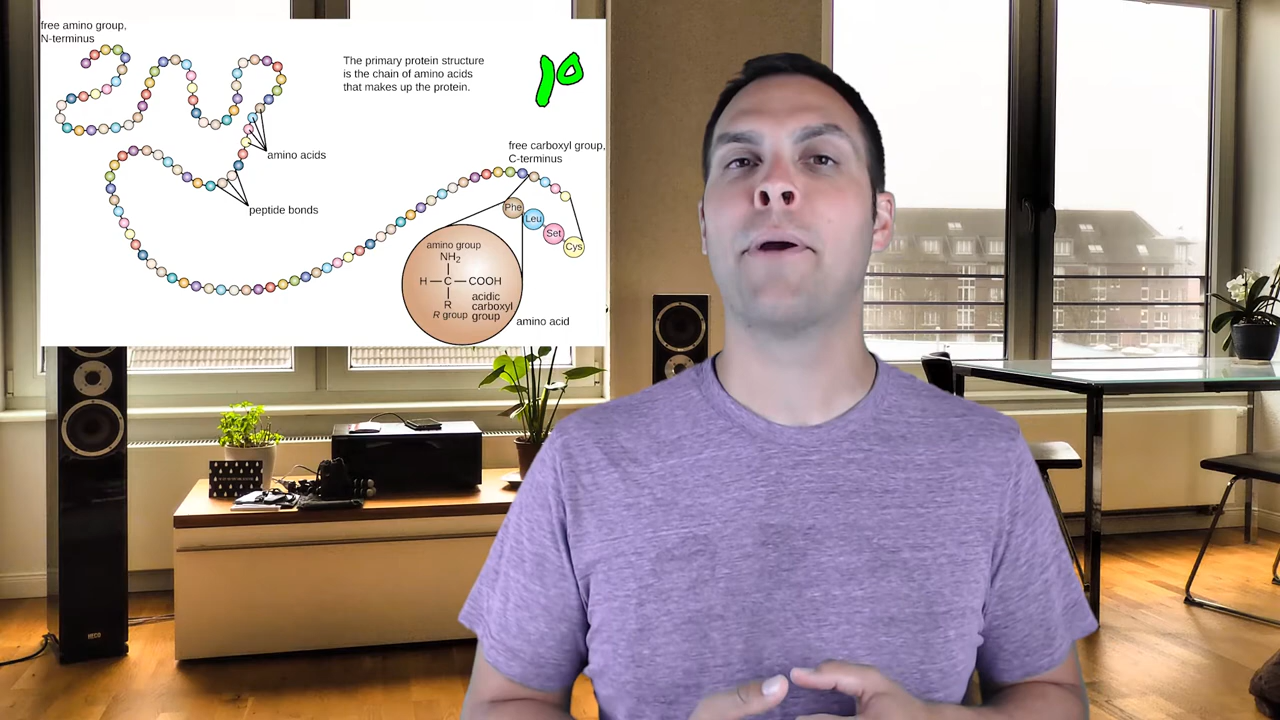 free amino group,
N-terminus
The primary protein structure
is the chain of amino acids
that makes up the protein.
1°
free carboxyl group,
C-terminus
amino acids
peptide bonds
Phe
Leu
Set
Cys
amino group
NH₂
H—C—COOH
R
R group
acidic
carboxyl
group
amino acid
HECO